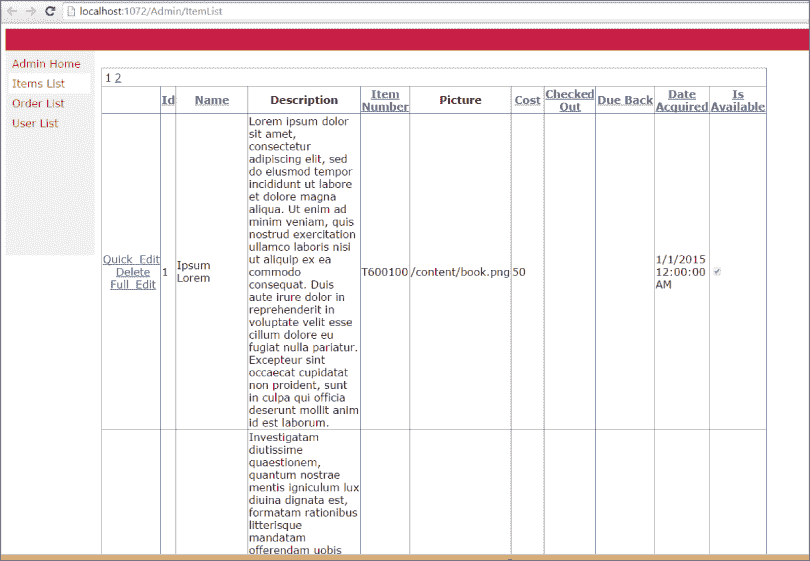 localhost:1072/Admin/ItemList
Admin Home
Items List
Order List
User List
1 2
Id Name Description Item Number Picture Cost Checked Out Due Back Date Acquired Is Available
Quick_Edit
Delete
Full_Edit
1
Ipsum
Lorem
Lorem ipsum dolor
sit amet,
consectetur
adipiscing elit, sed
do eiusmod tempor
incididunt ut labore
et dolore magna
aliqua. Ut enim ad
minim veniam, quis
nostrud exercitation
ullamco laboris nisi
ut aliquip ex ea
commodo
consequat. Duis
aute irure dolor in
reprehenderit in
voluptate velit esse
cillum dolore eu
fugiat nulla pariatur.
Excepteur sint
occaecat cupidatat
non proident, sunt
in culpa qui officia
deserunt mollit anim
id est laborum.
T600100
/content/book.png
50
1/1/2015
12:00:00
AM
Investigatam
diutissime
quaestionem,
quantum nostrae
mentis igniculum lux
diuina dignata est,
formatam rationibus
litterisque
mandatam
offerendam uobis